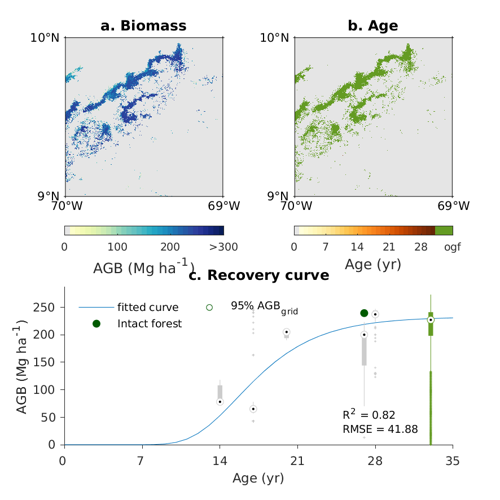 a. Biomass
b. Age
10°N
10°N
9°N
9°N
70°W
69°W
70°W
69°W
0
100
200
>300
0
7
14
21
28
ogf
AGB (Mg ha⁻¹)
Age (yr)
c. Recovery curve
fitted curve
95% AGB_grid
Intact forest
AGB (Mg ha⁻¹)
250
200
150
100
50
0
R² = 0.82
RMSE = 41.88
0
7
14
21
28
35
Age (yr)